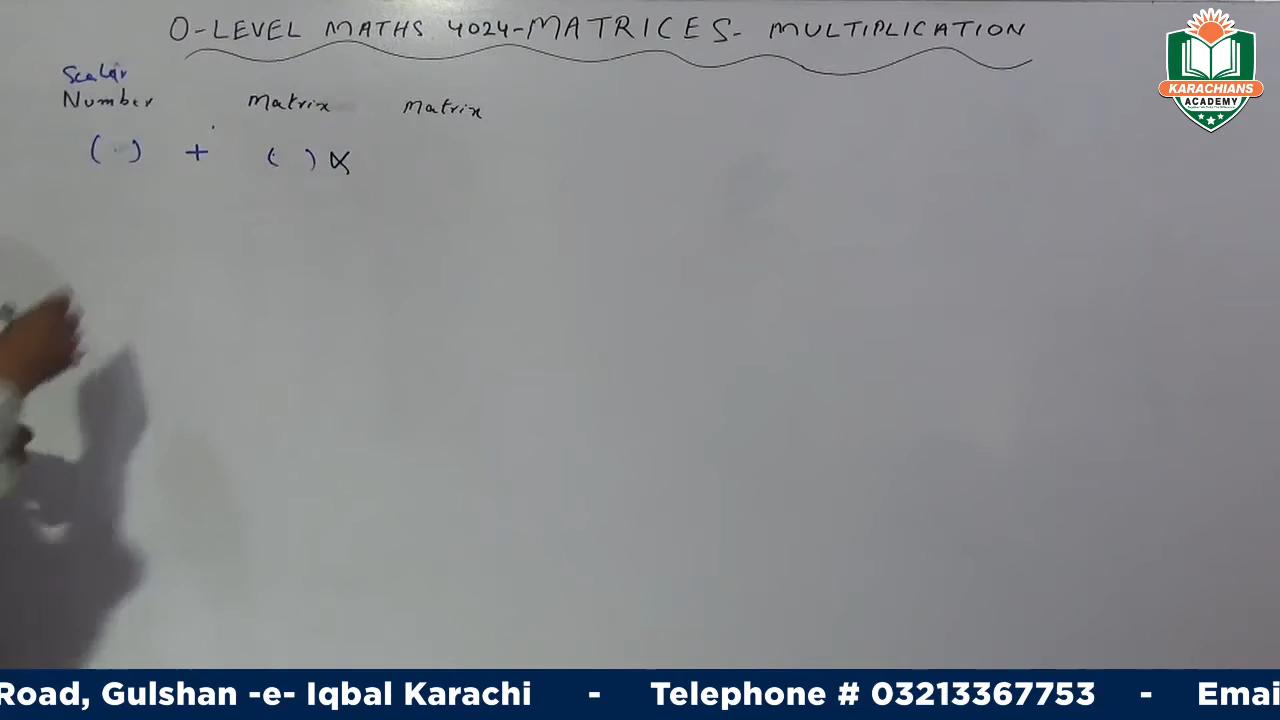 O-LEVEL MATHS 4024-MATRICES- MULTIPLICATION
Scalar
Number Matrix Matrix
( ) + ( )
KARACHIANS
ACADEMY
Road, Gulshan -e- Iqbal Karachi - Telephone # 03213367753 - Emai